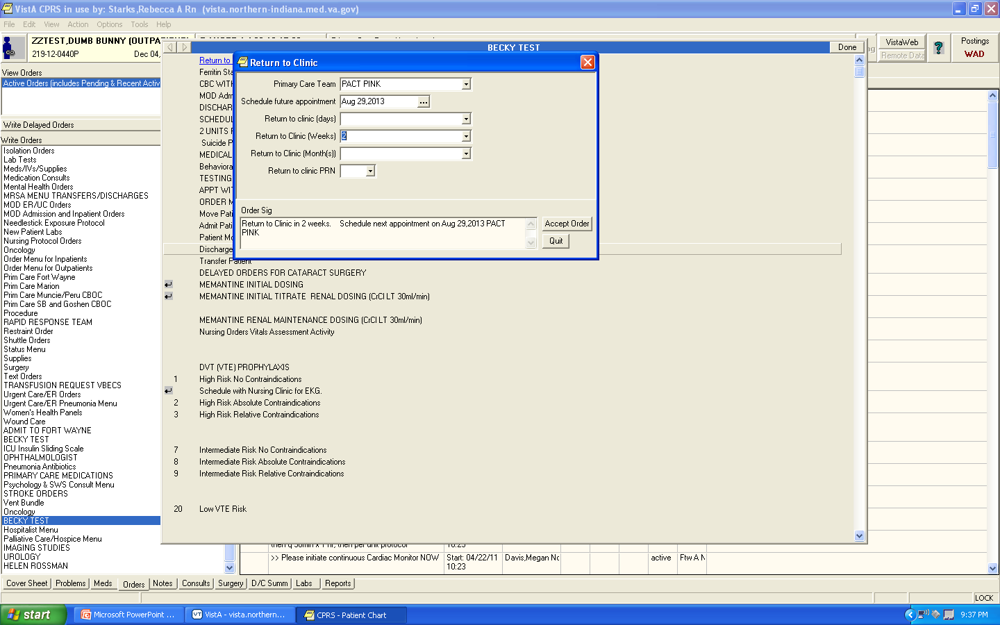 VistA CPRS in use by: Starks,Rebecca A Rn (vista.northern-indiana.med.va.gov)
File Edit View Action Options Tools Help
ZZTEST,DUMB BUNNY (OUTPATIENT)
219-12-0440P Dec 04,
VistaWeb
Remote Data
Postings
WAD
View Orders
Active Orders (includes Pending & Recent Activ
Write Delayed Orders
Write Orders
Isolation Orders
Lab Tests
Meds/IVs/Supplies
Medication Consults
Mental Health Orders
MRSA MENU TRANSFERS/DISCHARGES
MOD ER/UC Orders
MOD Admission and Inpatient Orders
Needlestick Exposure Protocol
New Patient Labs
Nursing Protocol Orders
Oncology
Order Menu for Inpatients
Order Menu for Outpatients
Prim Care Fort Wayne
Prim Care Marion
Prim Care Muncie/Peru CBOC
Prim Care SB and Goshen CBOC
Procedure
RAPID RESPONSE TEAM
Restraint Order
Shuttle Orders
Status Menu
Supplies
Surgery
Text Orders
TRANSFUSION REQUEST VBECS
Urgent Care/ER Orders
Urgent Care/ER Pneumonia Menu
Women's Health Panels
Wound Care
ADMIT TO FORT WAYNE
BECKY TEST
ICU Insulin Sliding Scale
OPHTHALMOLOGIST
Pneumonia Antibiotics
PRIMARY CARE MEDICATIONS
Psychology & SWS Consult Menu
STROKE ORDERS
Vent Bundle
Oncology
BECKY TEST
Hospitalist Menu
Palliative Care/Hospice Menu
IMAGING STUDIES
UROLOGY
HELEN ROSSMAN
BECKY TEST
Done
Return to
Ferritin Sta
CBC WITH
MOD Adm
DISCHAR
SCHEDUL
2 UNITS
Suicide P
MEDICAL
Behaviora
TESTING
APPT WIT
ORDER M
Move Pati
Admit Pati
Patient Mo
Discharge
Transfer Patient
DELAYED ORDERS FOR CATARACT SURGERY
MEMANTINE INITIAL DOSING
MEMANTINE INITIAL TITRATE RENAL DOSING (CrCl LT 30ml/min)
MEMANTINE RENAL MAINTENANCE DOSING (CrCl LT 30ml/min)
Nursing Orders Vitals Assessment Activity
DVT (VTE) PROPHYLAXIS
1 High Risk No Contraindications
Schedule with Nursing Clinic for EKG.
2 High Risk Absolute Contraindications
3 High Risk Relative Contraindications
7 Intermediate Risk No Contraindications
8 Intermediate Risk Absolute Contraindications
9 Intermediate Risk Relative Contraindications
20 Low VTE Risk
Return to Clinic
Primary Care Team PACT PINK
Schedule future appointment Aug 29,2013 ...
Return to clinic (days)
Return to Clinic (Weeks) 2
Return to Clinic (Month(s))
Return to clinic PRN
Order Sig
Return to Clinic in 2 weeks. Schedule next appointment on Aug 29,2013 PACT
PINK
Accept Order
Quit
then q 30min x 1 hr, then per unit protocol 10:23
>> Please initiate continuous Cardiac Monitor NOW Start: 04/22/11 Davis,Megan No active Ftw A N
10:23
Cover Sheet Problems Meds Orders Notes Consults Surgery D/C Summ Labs Reports
LOCK
start Microsoft PowerPoint ... VistA - vista.northern... CPRS - Patient Chart 9:37 PM